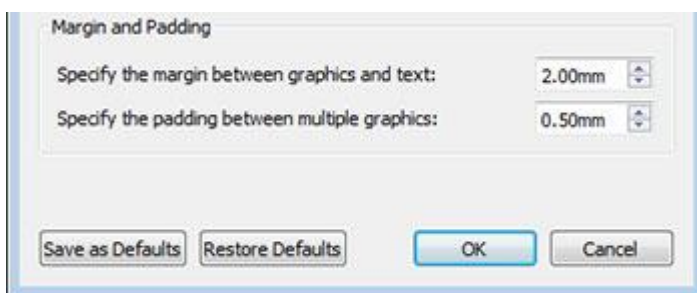 Margin and Padding
Specify the margin between graphics and text: 2.00mm
Specify the padding between multiple graphics: 0.50mm
Save as Defaults Restore Defaults OK Cancel